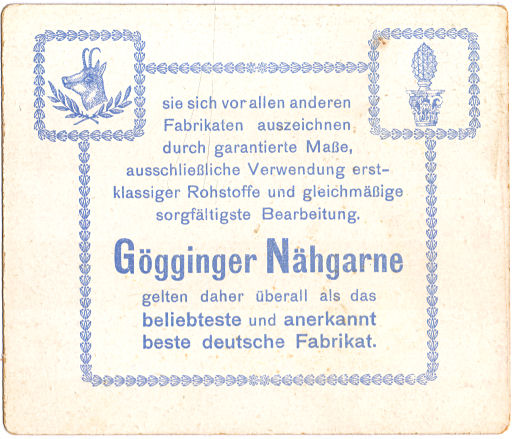 sie sich vor allen anderen
Fabrikaten auszeichnen
durch garantierte Maße,
ausschließliche Verwendung erst-
klassiger Rohstoffe und gleichmäßige
sorgfältigste Bearbeitung.
Gögginger Nähgarne
gelten daher überall als das
beliebteste und anerkannt
beste deutsche Fabrikat.